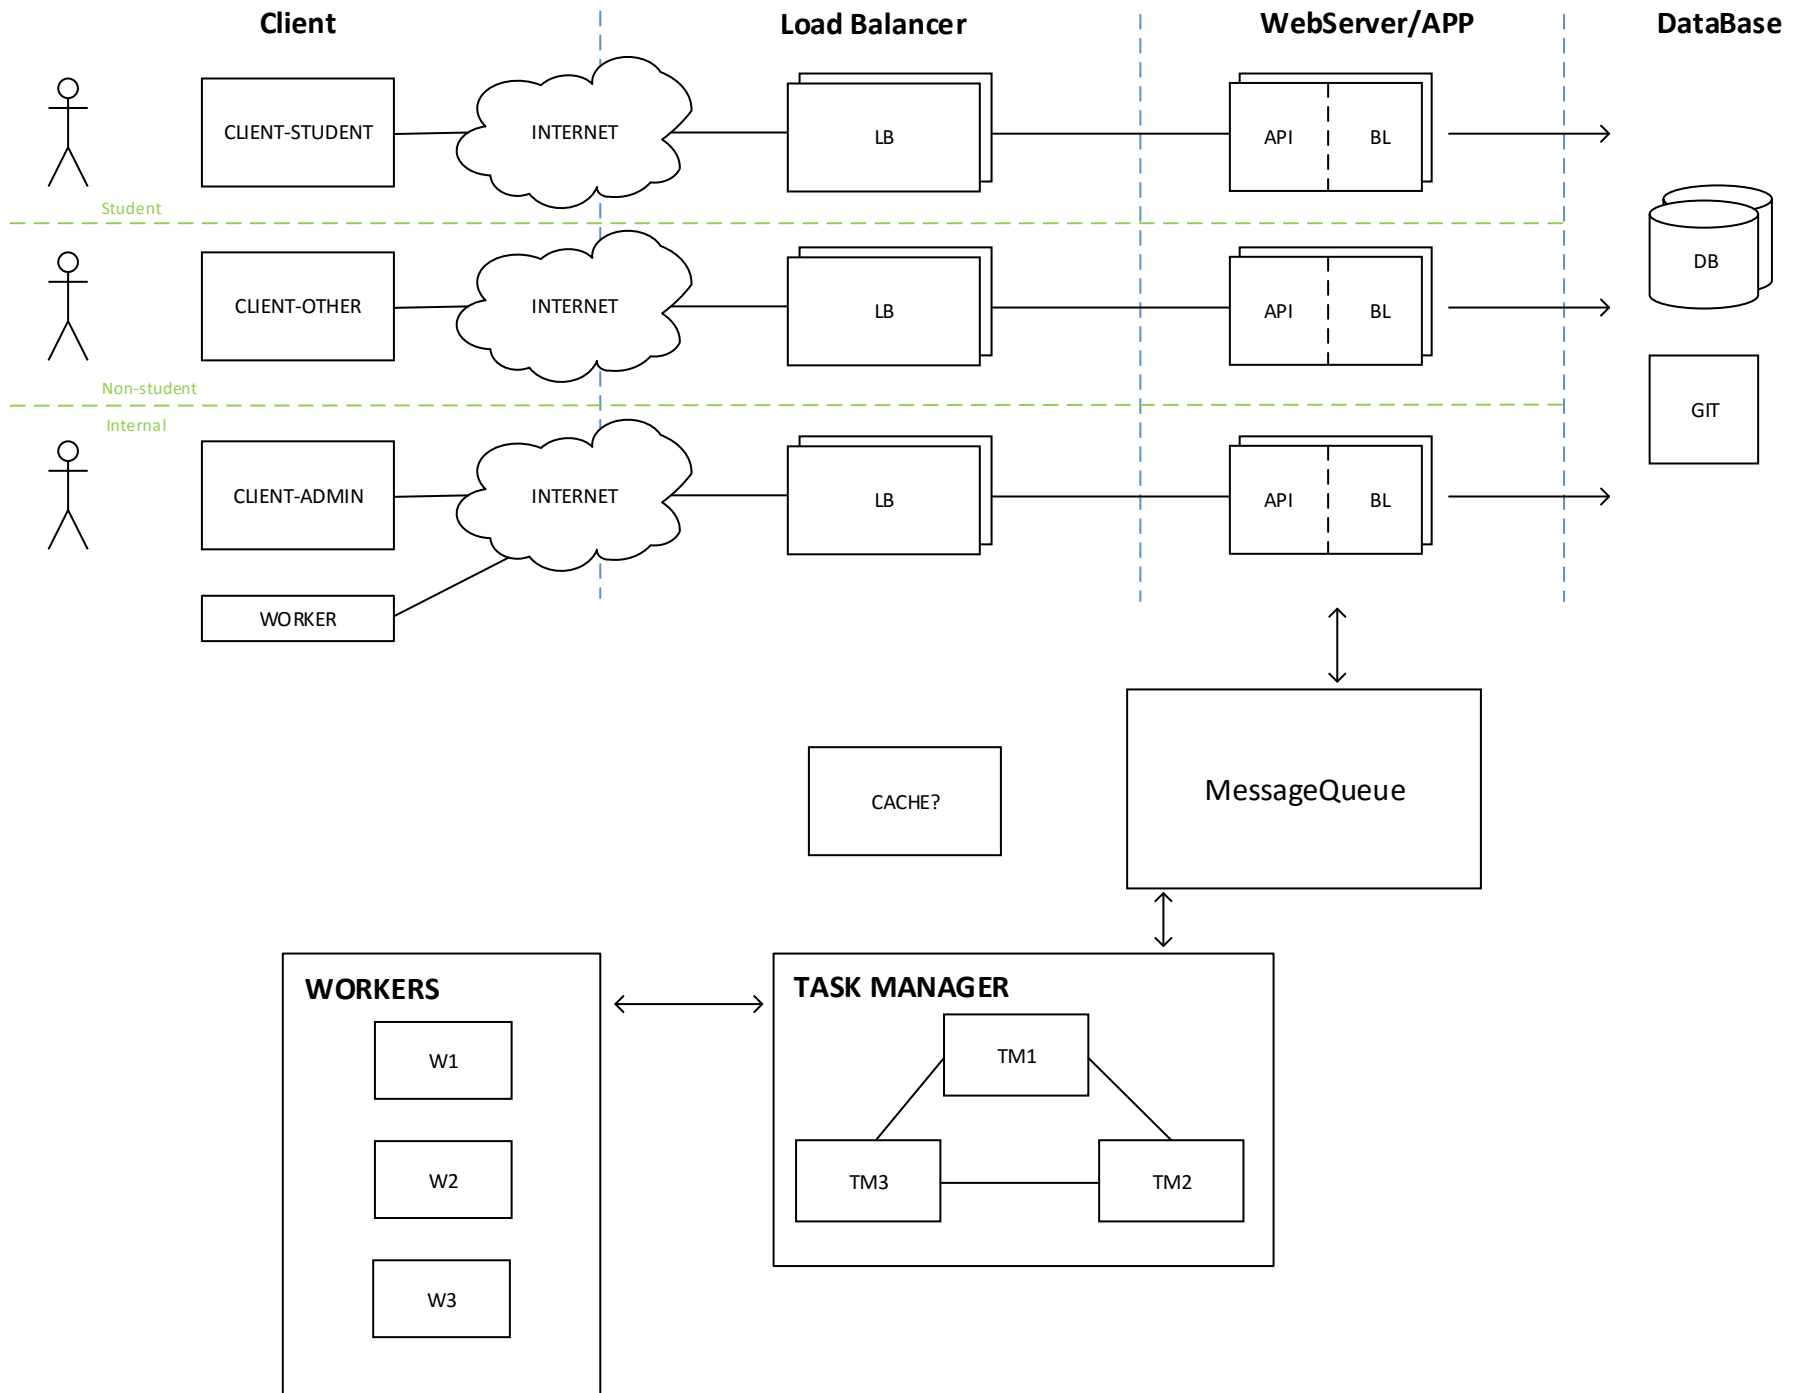 Client
Load Balancer
WebServer/APP
DataBase
CLIENT-STUDENT
INTERNET
LB
API
BL
Student
CLIENT-OTHER
INTERNET
LB
API
BL
DB
Non-student
Internal
GIT
CLIENT-ADMIN
INTERNET
LB
API
BL
WORKER
MessageQueue
CACHE?
WORKERS
TASK MANAGER
W1
TM1
W2
TM3
TM2
W3